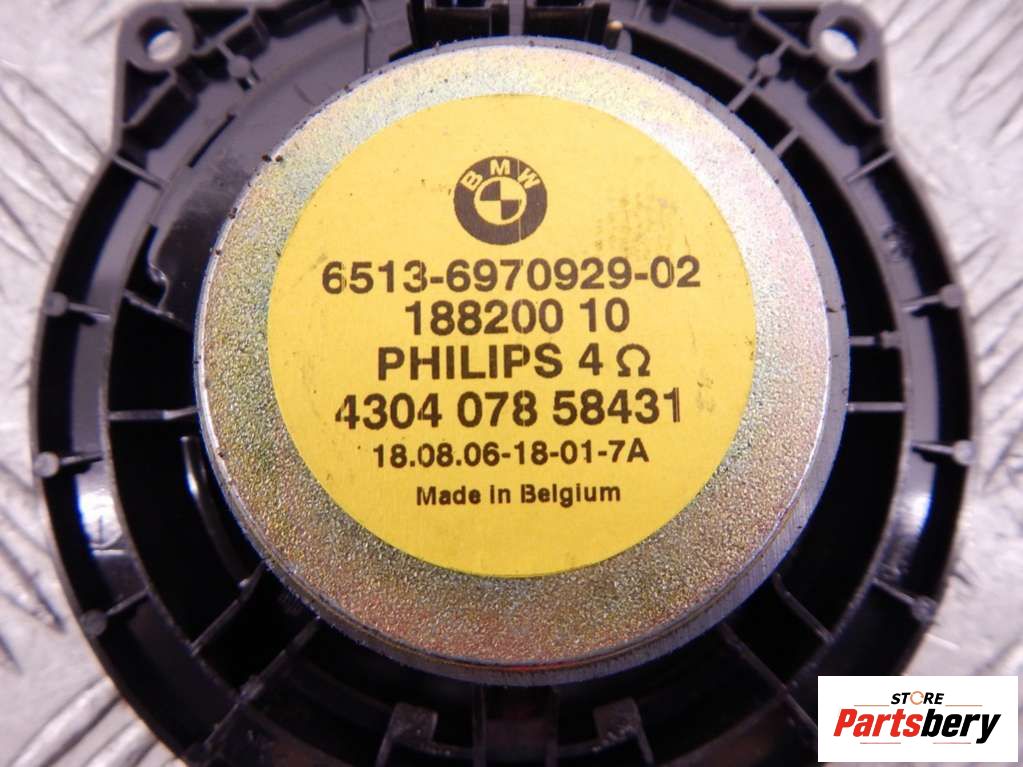 BMW
6513-6970929-02
188200 10
PHILIPS 4 Ω
4304 078 58431
18.08.06-18-01-7A
Made in Belgium
STORE
Partsbery